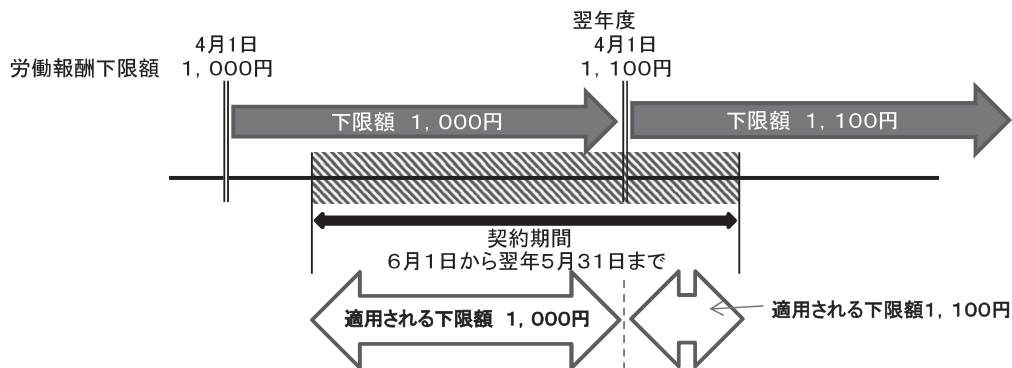 翌年度
4月1日
4月1日
労働報酬下限額 1，000円
1，100円
下限額 1，000円
下限額 1，100円
契約期間
6月1日から翌年5月31日まで
適用される下限額 1，000円
適用される下限額1，100円